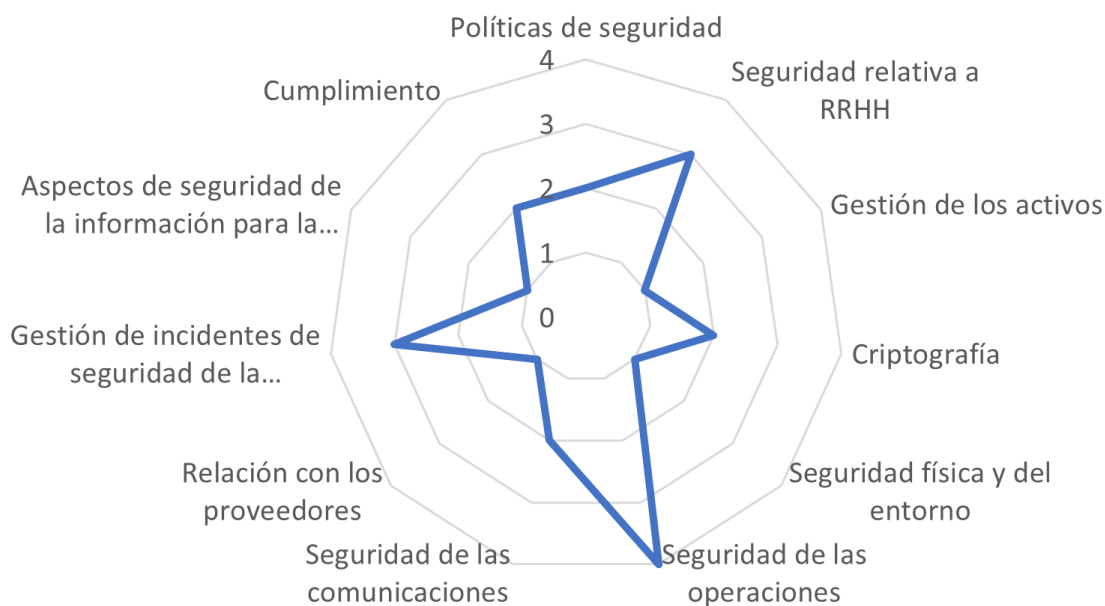 Políticas de seguridad
4
Seguridad relativa a
RRHH
Cumplimiento
3
Aspectos de seguridad de
la información para la...
2
Gestión de los activos
1
0
Gestión de incidentes de
seguridad de la...
Criptografía
Relación con los
proveedores
Seguridad física y del
entorno
Seguridad de las
comunicaciones
Seguridad de las
operaciones